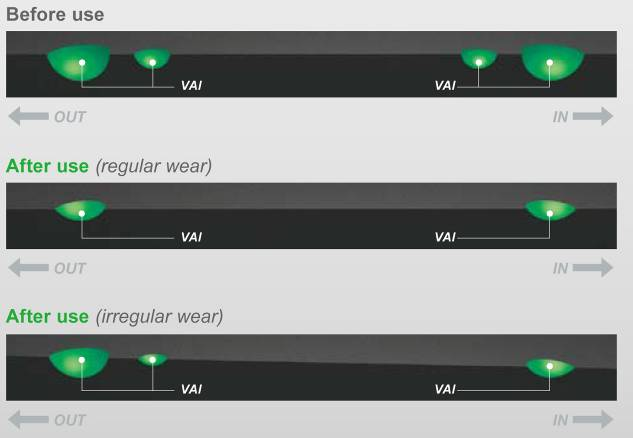 Before use
VAI VAI
OUT IN
After use (regular wear)
VAI VAI
OUT IN
After use (irregular wear)
VAI VAI
OUT IN